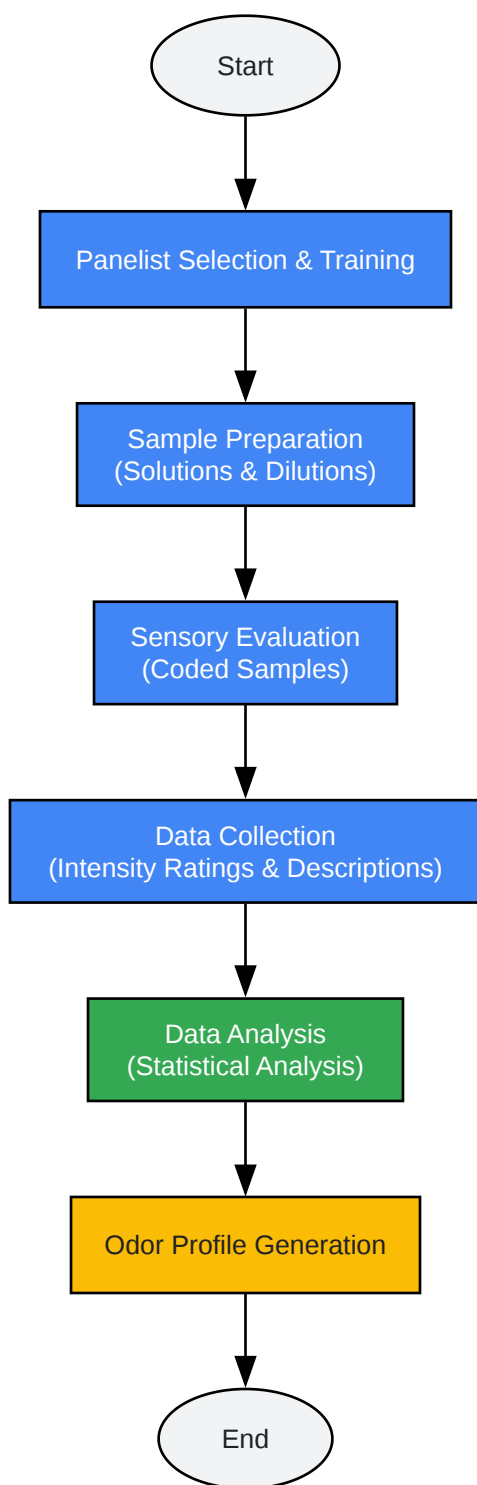 Start
Panelist Selection & Training
Sample Preparation
(Solutions & Dilutions)
Sensory Evaluation
(Coded Samples)
Data Collection
(Intensity Ratings & Descriptions)
Data Analysis
(Statistical Analysis)
Odor Profile Generation
End